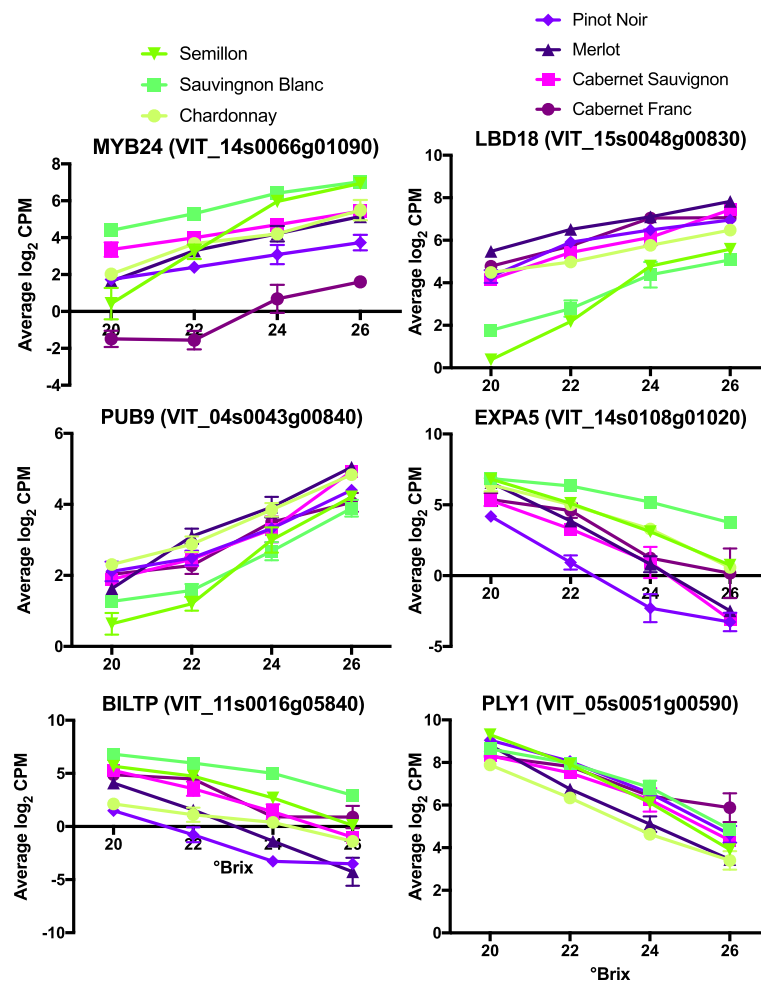 Semillon
Sauvingnon Blanc
Chardonnay
Pinot Noir
Merlot
Cabernet Sauvignon
Cabernet Franc
MYB24 (VIT_14s0066g01090)
Average log2 CPM
8
6
4
2
0
-2
-4
20 22 24 26
LBD18 (VIT_15s0048g00830)
Average log2 CPM
10
8
6
4
2
0
20 22 24 26
PUB9 (VIT_04s0043g00840)
Average log2 CPM
6
4
2
0
20 22 24 26
EXPA5 (VIT_14s0108g01020)
Average log2 CPM
10
5
0
-5
20 22 24 26
BILTP (VIT_11s0016g05840)
Average log2 CPM
10
5
0
-5
-10
20 22 24 26
°Brix
PLY1 (VIT_05s0051g00590)
Average log2 CPM
10
8
6
4
2
0
20 22 24 26
°Brix